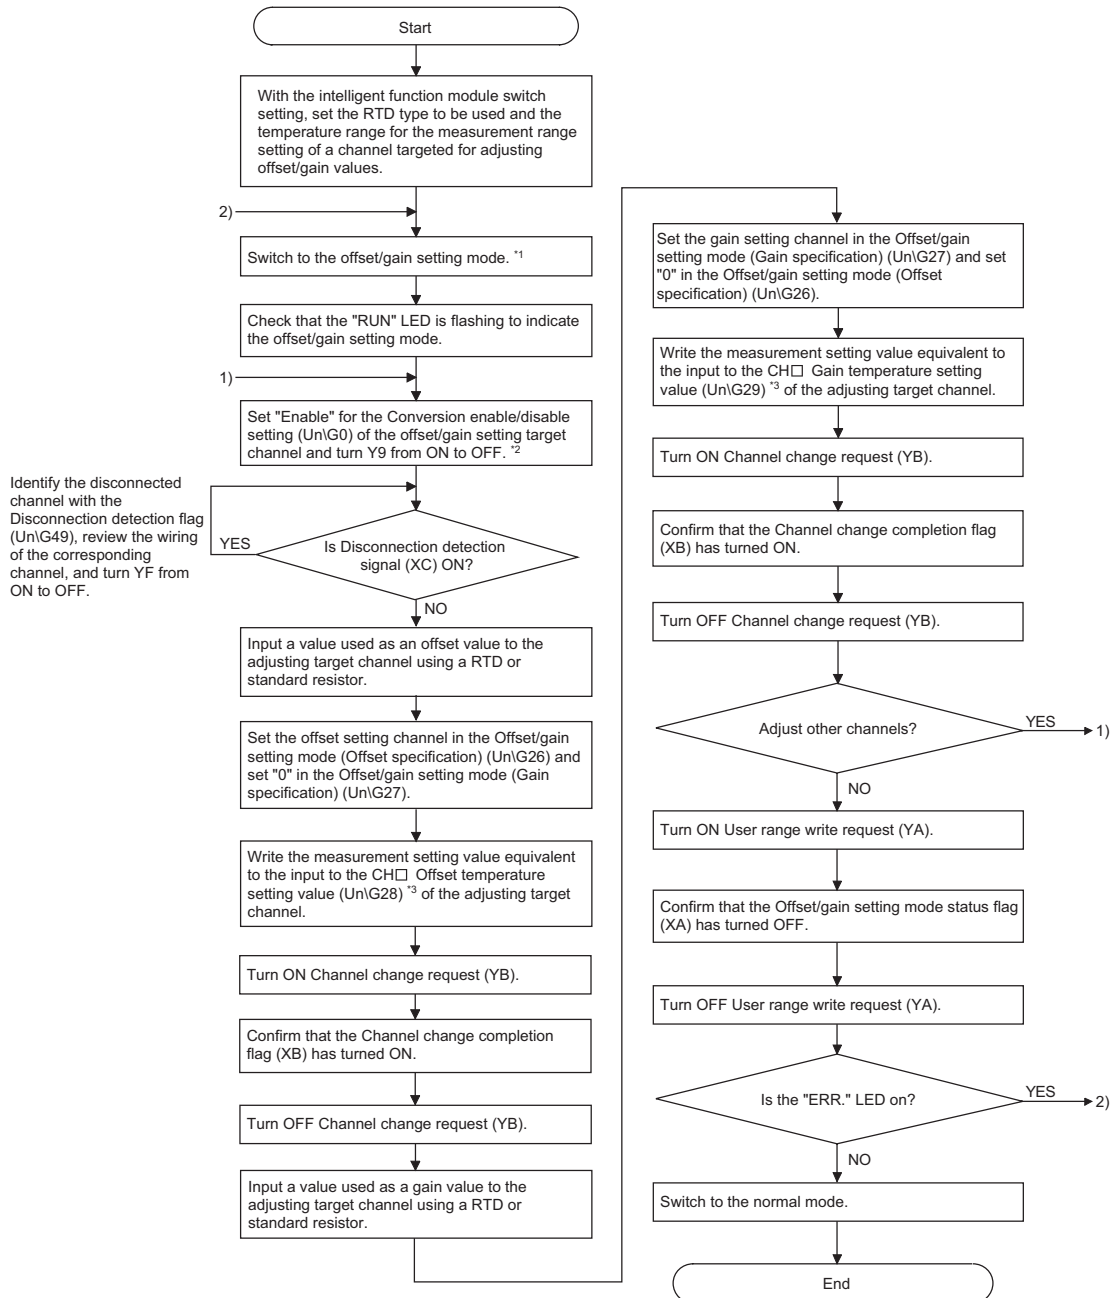 Start
With the intelligent function module switch
setting, set the RTD type to be used and the
temperature range for the measurement range
setting of a channel targeted for adjusting
offset/gain values.
2)
Switch to the offset/gain setting mode. *1
Check that the "RUN" LED is flashing to indicate
the offset/gain setting mode.
1)
Set "Enable" for the Conversion enable/disable
setting (Un\G0) of the offset/gain setting target
channel and turn Y9 from ON to OFF. *2
Identify the disconnected
channel with the
Disconnection detection flag
(Un\G49), review the wiring
of the corresponding
channel, and turn YF from
ON to OFF.
YES
Is Disconnection detection
signal (XC) ON?
NO
Input a value used as an offset value to the
adjusting target channel using a RTD or
standard resistor.
Set the offset setting channel in the Offset/gain
setting mode (Offset specification) (Un\G26) and
set "0" in the Offset/gain setting mode (Gain
specification) (Un\G27).
Write the measurement setting value equivalent
to the input to the CH□ Offset temperature
setting value (Un\G28) *3 of the adjusting target
channel.
Turn ON Channel change request (YB).
Confirm that the Channel change completion
flag (XB) has turned ON.
Turn OFF Channel change request (YB).
Input a value used as a gain value to the
adjusting target channel using a RTD or
standard resistor.
Set the gain setting channel in the Offset/gain
setting mode (Gain specification) (Un\G27) and set
"0" in the Offset/gain setting mode (Offset
specification) (Un\G26).
Write the measurement setting value equivalent to
the input to the CH□ Gain temperature setting
value (Un\G29) *3 of the adjusting target channel.
Turn ON Channel change request (YB).
Confirm that the Channel change completion flag
(XB) has turned ON.
Turn OFF Channel change request (YB).
Adjust other channels?
YES
1)
NO
Turn ON User range write request (YA).
Confirm that the Offset/gain setting mode status flag
(XA) has turned OFF.
Turn OFF User range write request (YA).
Is the "ERR." LED on?
YES
2)
NO
Switch to the normal mode.
End